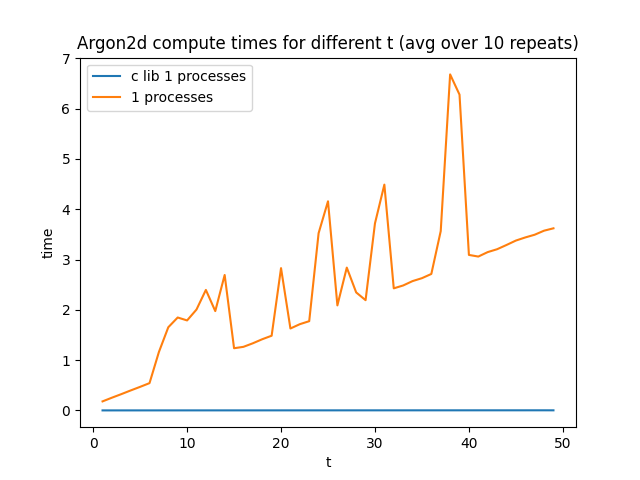 Argon2d compute times for different t (avg over 10 repeats)
c lib 1 processes
1 processes
7
6
5
4
3
2
1
0
time
0 10 20 30 40 50
t